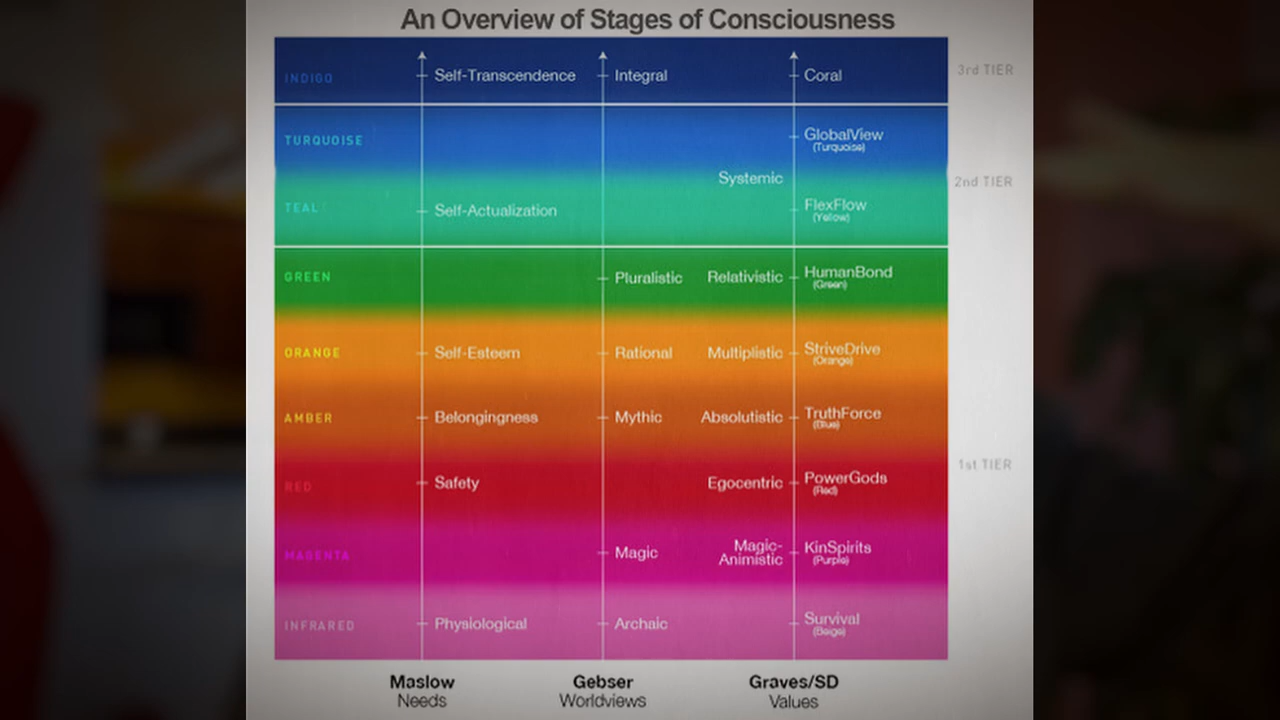 An Overview of Stages of Consciousness
INDIGO
Self-Transcendence
Integral
Coral
3rd TIER
TURQUOISE
GlobalView
(Turquoise)
Systemic
2nd TIER
TEAL
Self-Actualization
FlexFlow
(Yellow)
GREEN
Pluralistic
Relativistic
HumanBond
(Green)
ORANGE
Self-Esteem
Rational
Multiplistic
StriveDrive
(Orange)
AMBER
Belongingness
Mythic
Absolutistic
TruthForce
(Blue)
1st TIER
RED
Safety
Egocentric
PowerGods
(Red)
MAGENTA
Magic
Magic-
Animistic
KinSpirits
(Purple)
INFRARED
Physiological
Archaic
Survival
(Beige)
Maslow
Needs
Gebser
Worldviews
Graves/SD
Values